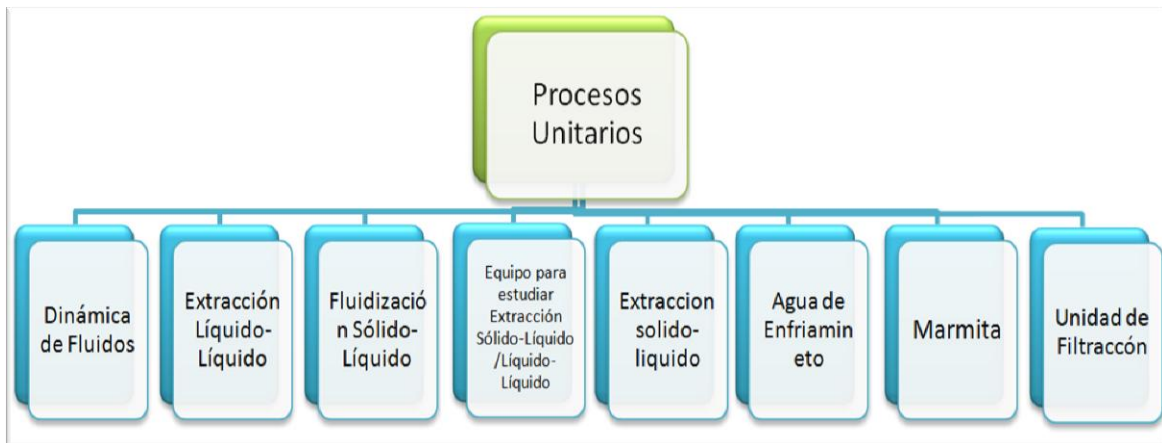 Procesos
Unitarios
Dinámica
de Fluidos
Extracción
Líquido-
Líquido
Fluidizació
n Sólido-
Líquido
Equipo para
estudiar
Extracción
Sólido-Líquido
/Líquido-
Líquido
Extraccion
solido-
liquido
Agua de
Enfriamin
eto
Marmita
Unidad de
Filtraccón